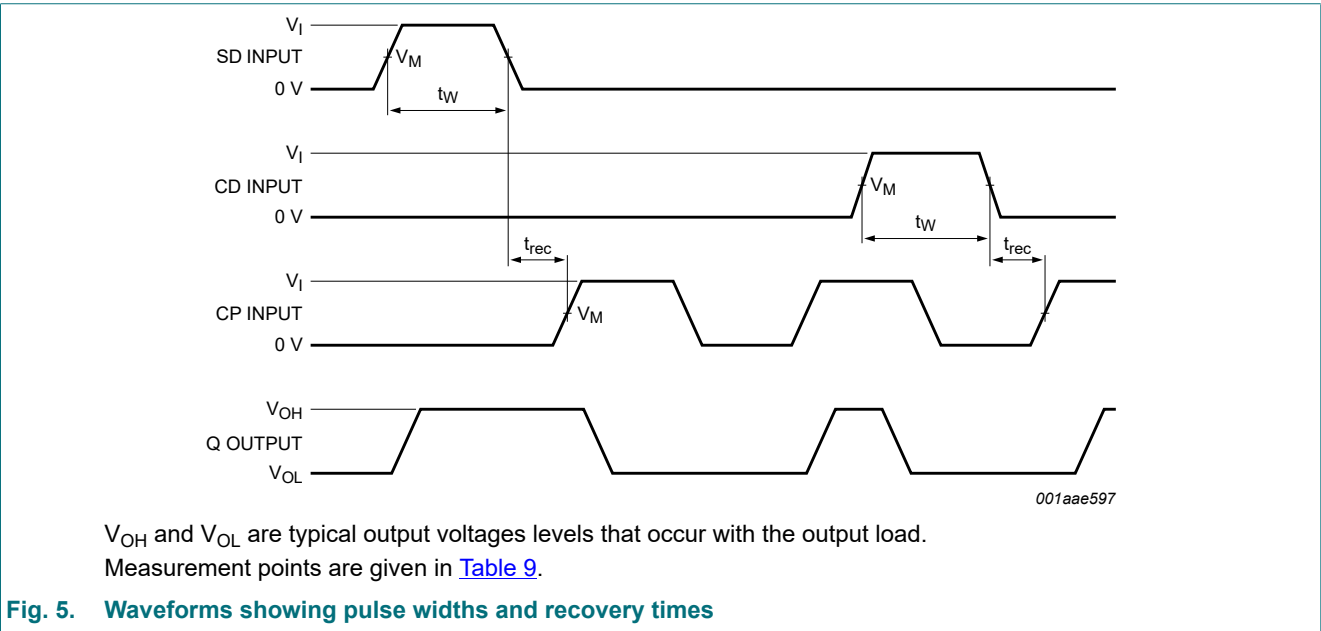 VI
SD INPUT
VM
0 V
tW
VI
CD INPUT
VM
0 V
tW
trec
trec
VI
CP INPUT
VM
0 V
VOH
Q OUTPUT
VOL
001aae597
VOH and VOL are typical output voltages levels that occur with the output load.
Measurement points are given in Table 9.
Fig. 5. Waveforms showing pulse widths and recovery times